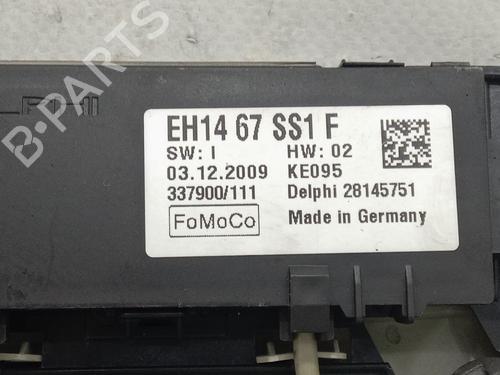 B-PARTS
EH14 67 SS1 F
SW: I HW: 02
03.12.2009 KE095
337900/111 Delphi 28145751
FoMoCo Made in Germany